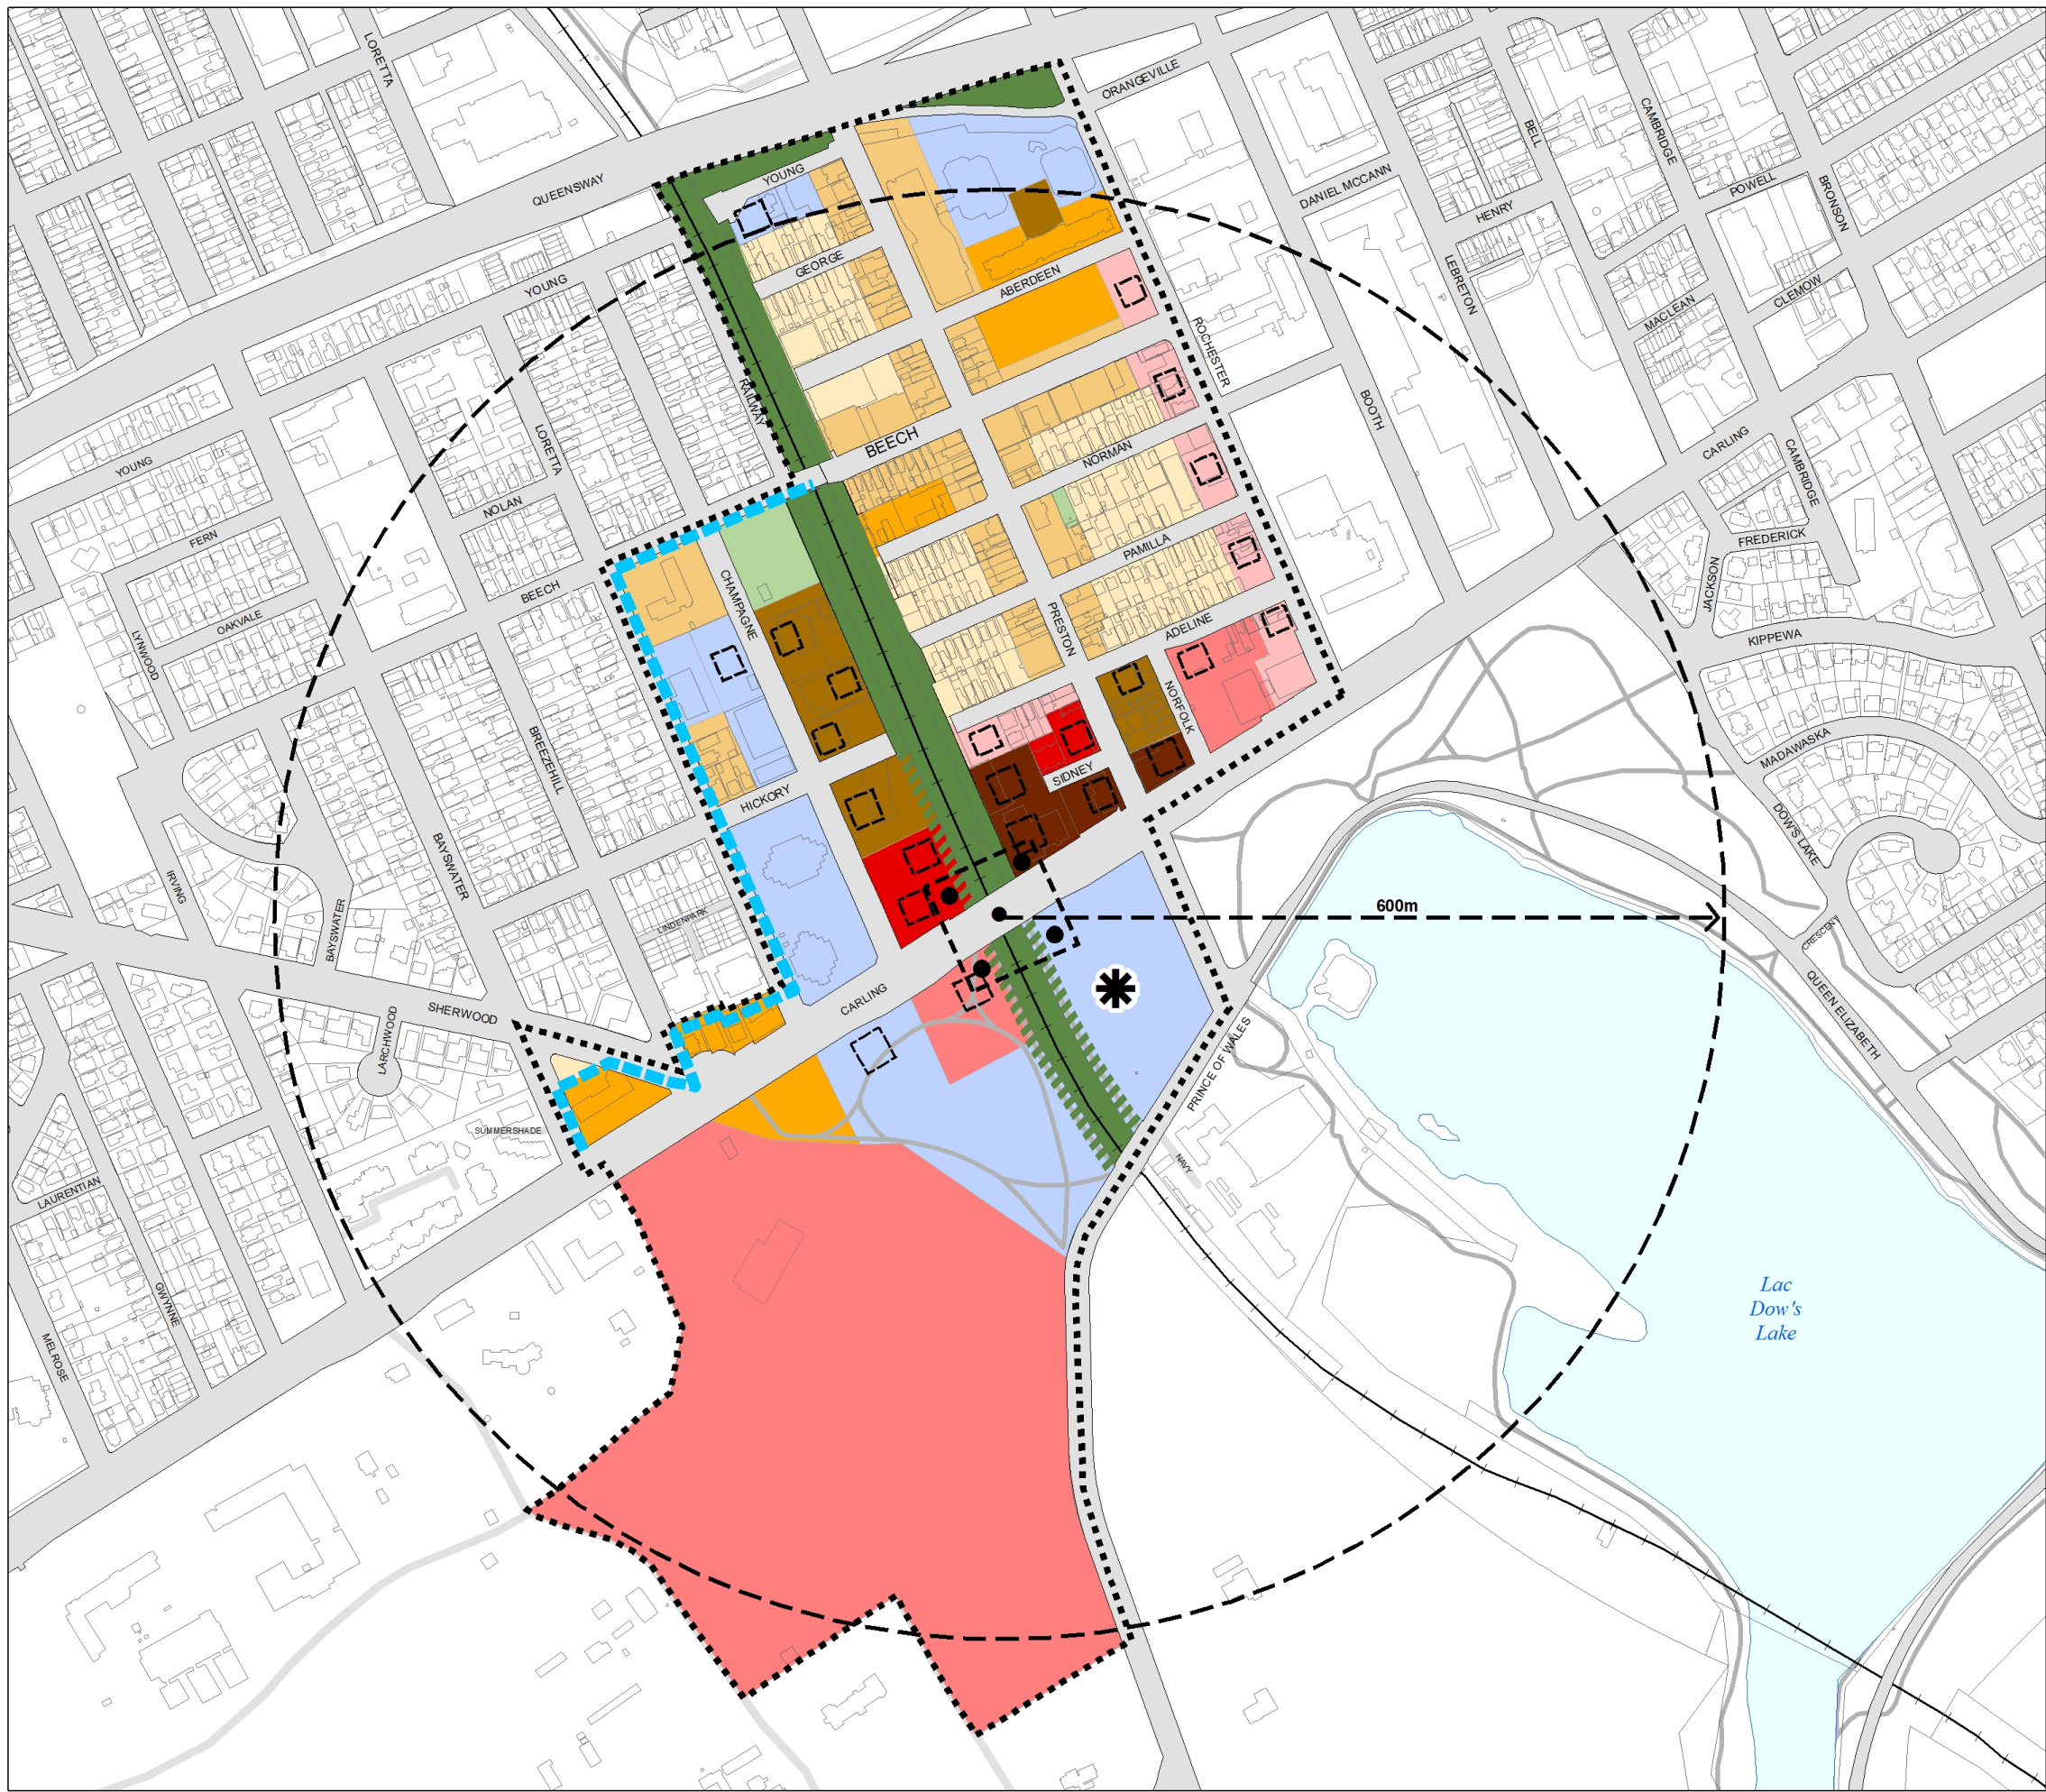 LORETTA
ORANGEVILLE
CAMBRIDGE
BELL
QUEENSWAY
YOUNG
DANIEL MCCANN
POWELL
BRONSON
HENRY
GEORGE
YOUNG
ABERDEEN
LEBRETON
CLEMOW
MACLEAN
ROCHESTER
RAILWAY
BOOTH
BEECH
LORETTA
YOUNG
NORMAN
CARLING
CAMBRIDGE
NOLAN
FERN
FREDERICK
PAMILLA
CHAMPAGNE
BEECH
JACKSON
OAKVALE
PRESTON
ADELINE
KIPPEWA
LYNWOOD
NORFOLK
BREEZEHILL
MADAWASKA
SIDNEY
HICKORY
DOW'S LAKE
BAYSWATER
IRVING
LINDENPARK
600m
BAYSWATER
CRESCENT
CARLING
SHERWOOD
QUEEN ELIZABETH
LARCHWOOD
PRINCE OF WALES
SUMMERSHADE
NAVY
LAURENTIAN
GWYNNE
MELROSE
Lac
Dow's
Lake